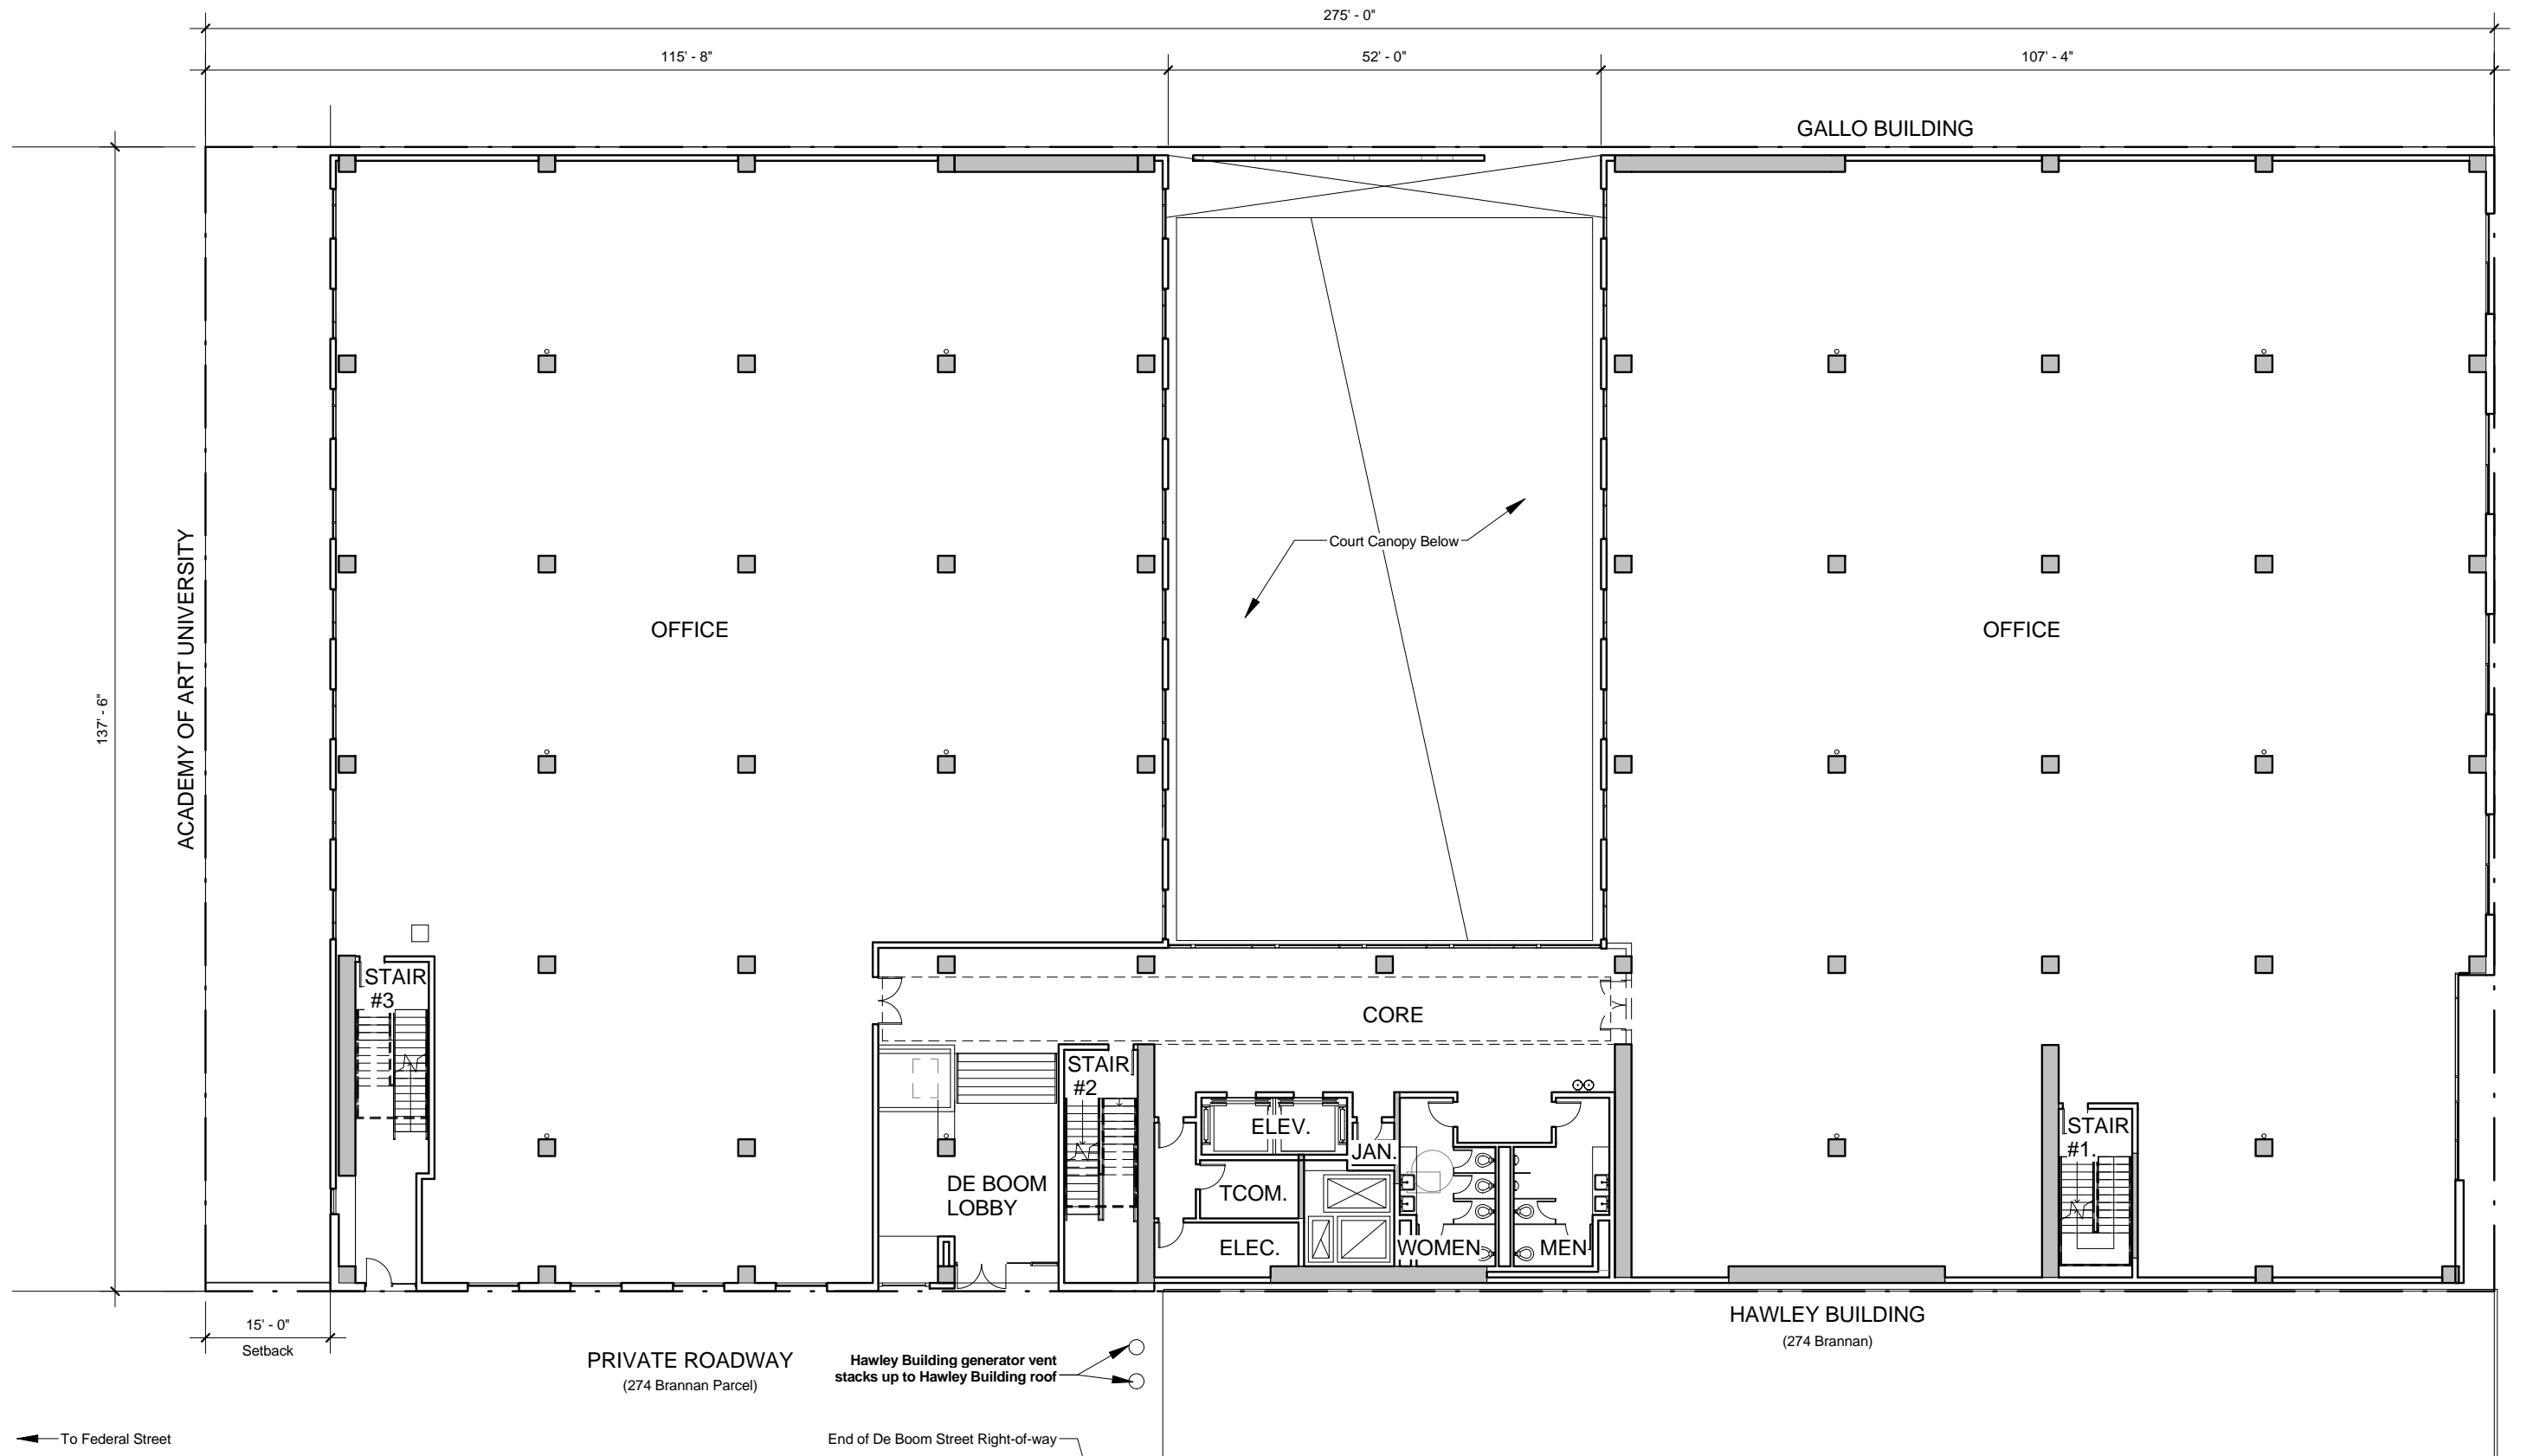 275' - 0"
115' - 8"
52' - 0"
107' - 4"
GALLO BUILDING
137' - 6"
ACADEMY OF ART UNIVERSITY
Court Canopy Below
OFFICE
OFFICE
STAIR
#3
CORE
STAIR
#2
ELEV.
JAN.
TCOM.
ELEC.
WOMEN
MEN
STAIR
#1.
DE BOOM
LOBBY
15' - 0"
Setback
PRIVATE ROADWAY
(274 Brannan Parcel)
Hawley Building generator vent
stacks up to Hawley Building roof
HAWLEY BUILDING
(274 Brannan)
To Federal Street
End of De Boom Street Right-of-way